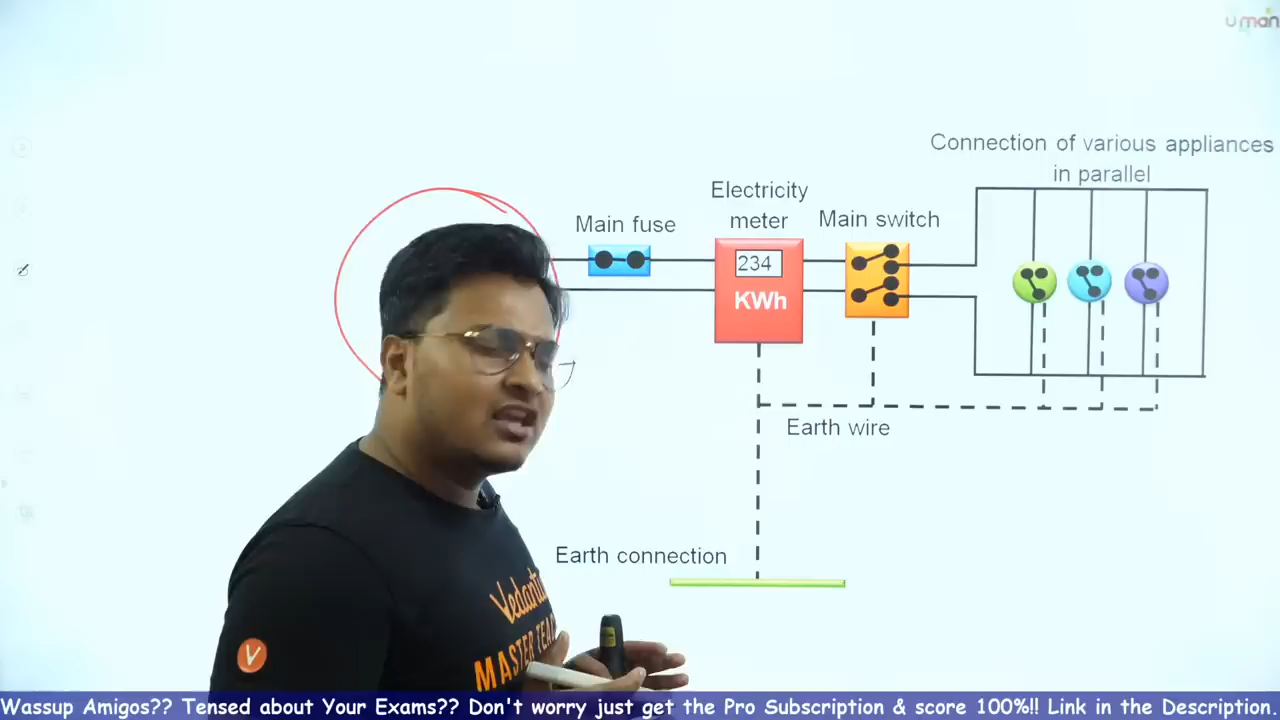 uman
Connection of various appliances
in parallel
Electricity
meter
Main fuse
Main switch
234
KWh
Earth wire
Earth connection
Vedantu
MASTER TEA
V
Wassup Amigos?? Tensed about Your Exams?? Don't worry just get the Pro Subscription & score 100%!! Link in the Description.